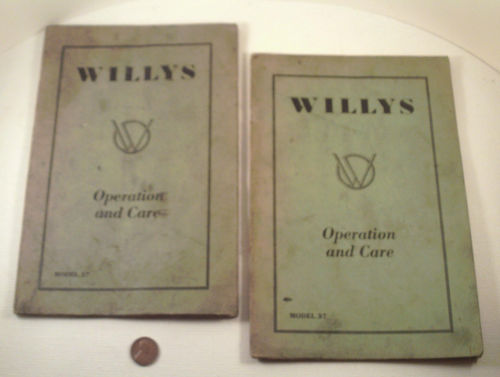 WILLYS
W
Operation
and Care
MODEL 37
WILLYS
W
Operation
and Care
MODEL 37